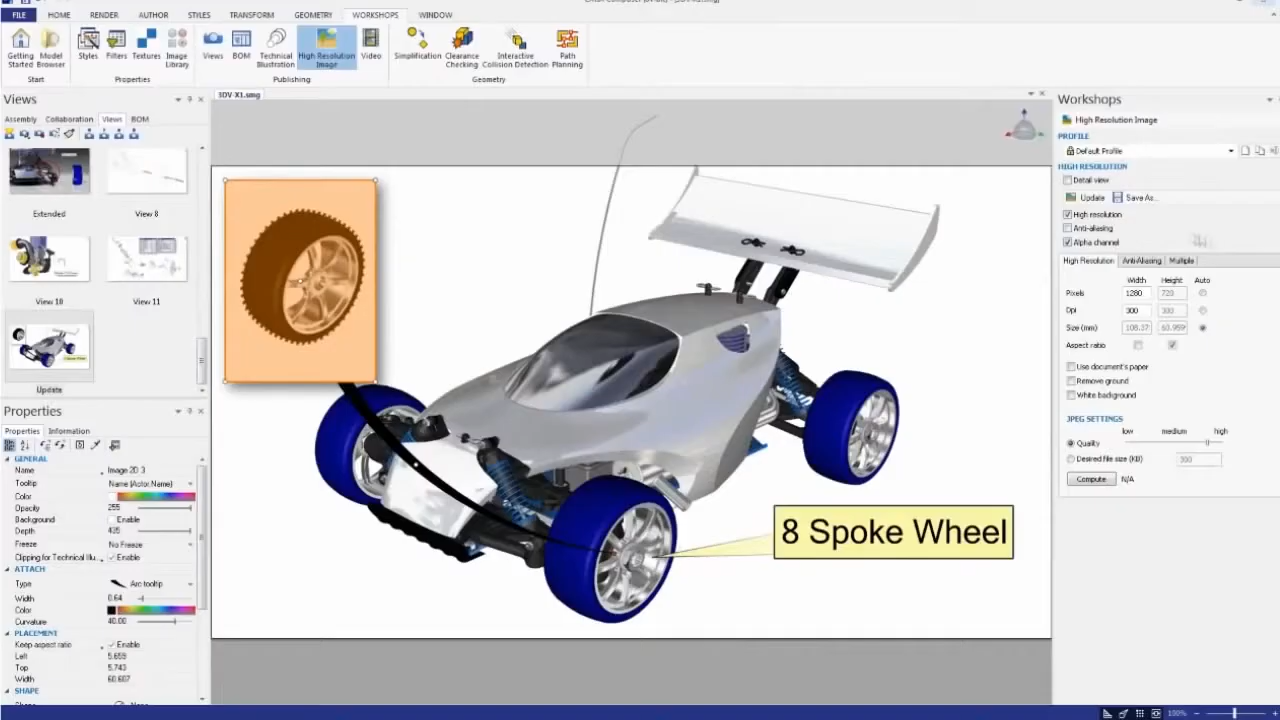 FILE HOME RENDER AUTHOR STYLES TRANSFORM GEOMETRY WORKSHOPS WINDOW
Getting Started Model Browser Styles Filters Textures Image Library Views BOM Technical Illustration High Resolution Image Video Simplification Clearance Checking Interactive Collision Detection Path Planning
Start Properties Publishing Geometry
Views
Assembly Collaboration Views BOM
Extended View 8
View 10 View 11
Update
Properties
Properties Information
GENERAL
Name Image 2D 3
Tooltip Name (Actor.Name)
Color
Opacity 255
Background Enable
Depth 435
Freeze No Freeze
Clipping for Technical Illu... Enable
ATTACH
Type Arc tooltip
Width 0.64
Color
Curvature 40.00
PLACEMENT
Keep aspect ratio Enable
Left 5.659
Top 5.743
Width 60.607
SHAPE
3DV-X1.smg
8 Spoke Wheel
Workshops
High Resolution Image
PROFILE
Default Profile
HIGH RESOLUTION
Detail view
Update Save As...
High resolution
Anti-aliasing
Alpha channel
High Resolution Anti-Aliasing Multiple
Width Height Auto
Pixels 1280 720
Dpi 300 300
Size (mm) 108.37 60.959
Aspect ratio
Use document's paper
Remove ground
White background
JPEG SETTINGS
low medium high
Quality
Desired file size (KB) 300
Compute N/A
100%